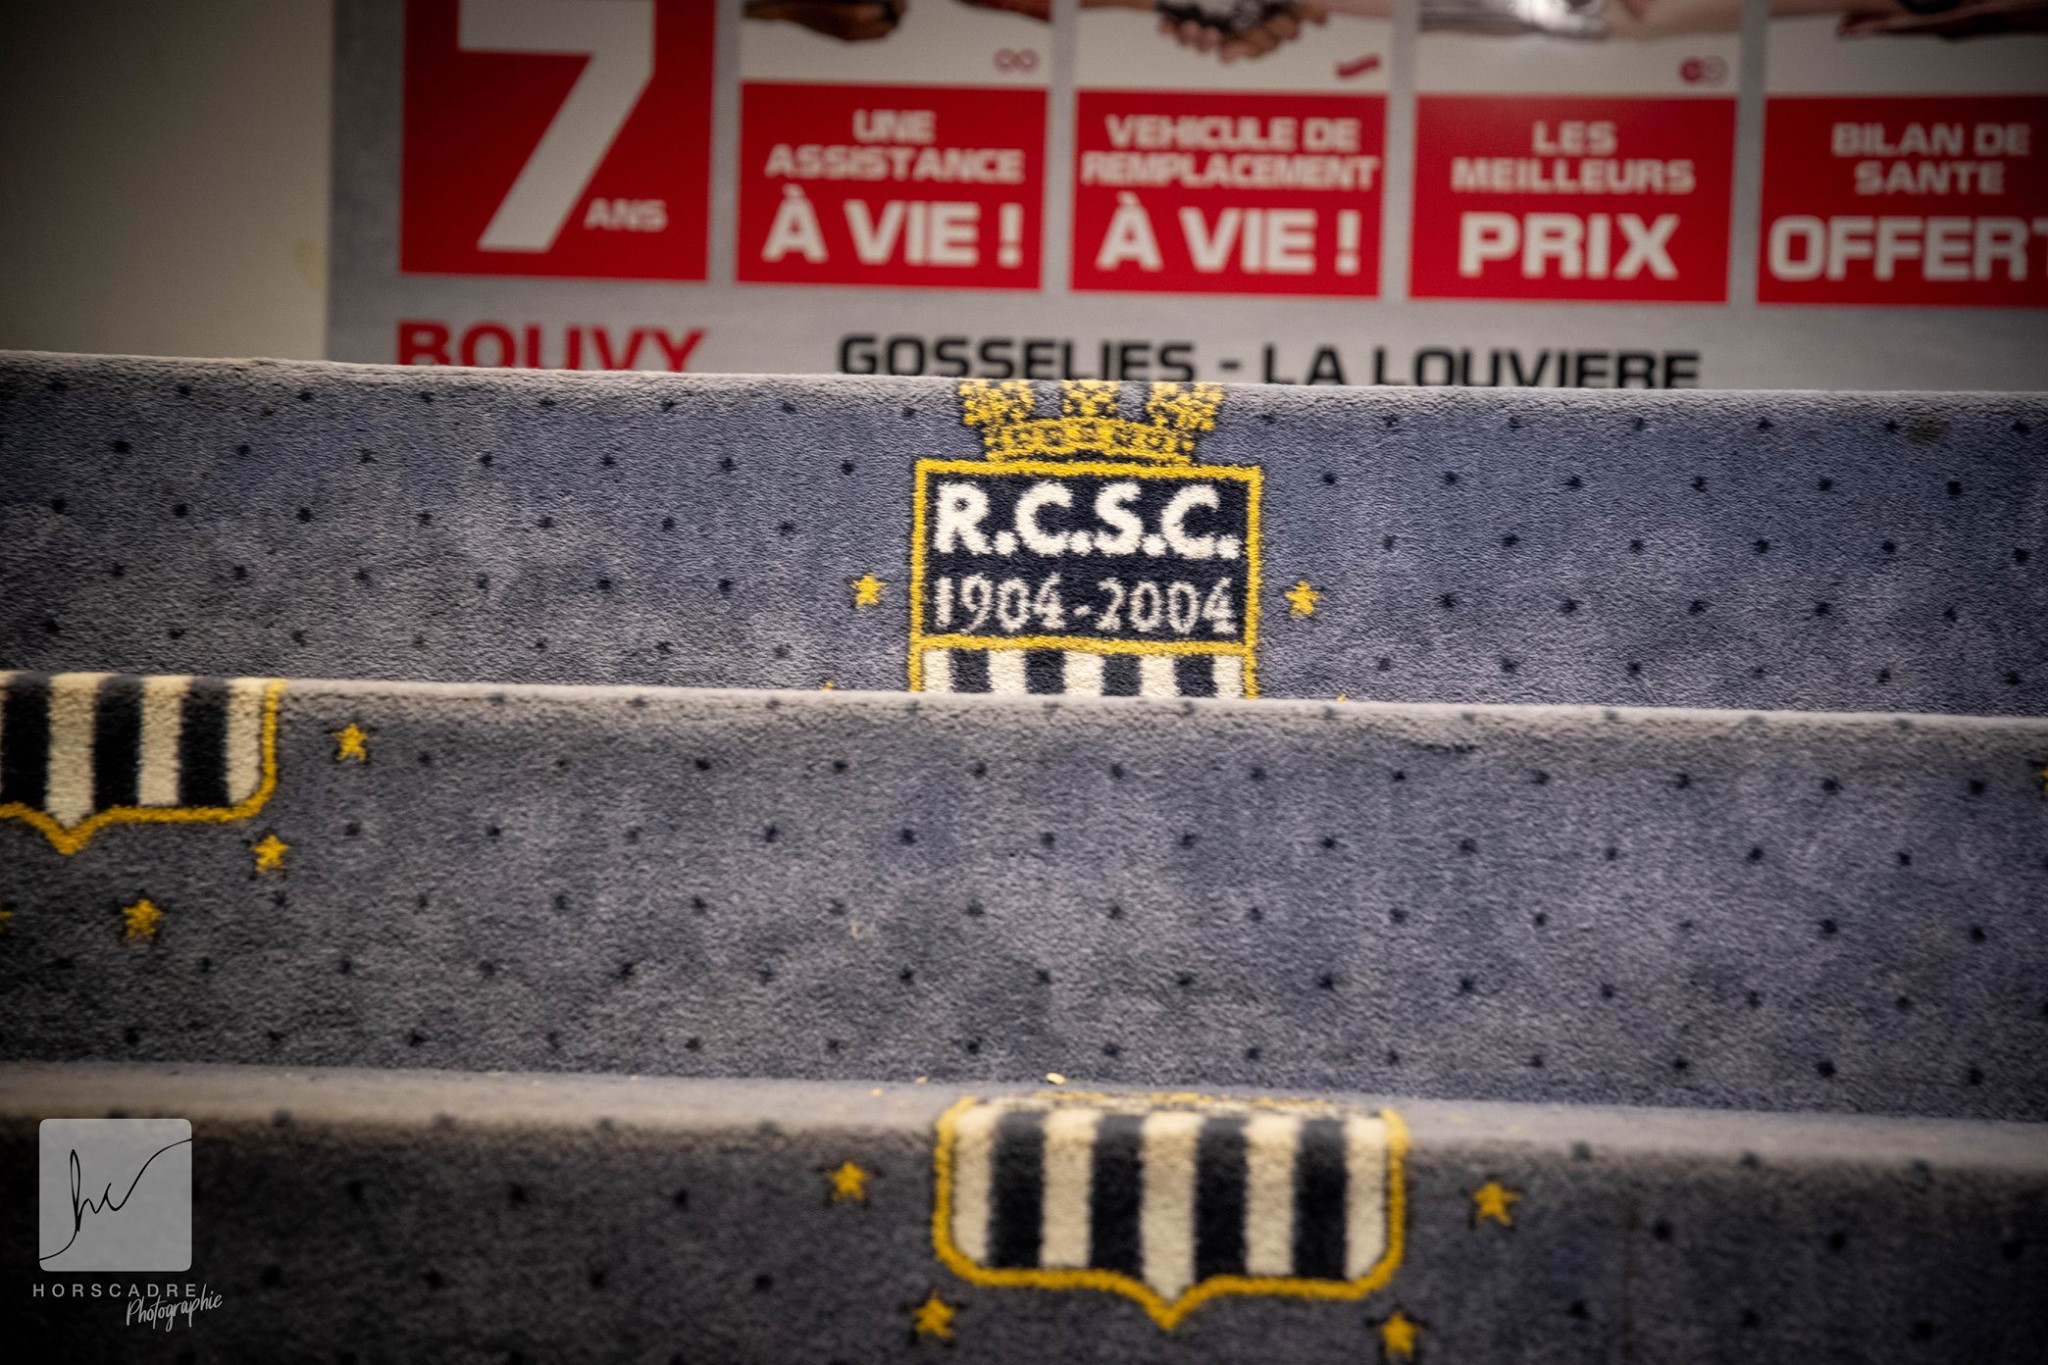 7
ANS
UNE
ASSISTANCE
À VIE !
VEHICULE DE
REMPLACEMENT
À VIE !
LES
MEILLEURS
PRIX
BILAN DE
SANTE
OFFERT
BOUVY
GOSSELIES - LA LOUVIERE
R.C.S.C.
1904-2004
hc
HORSCADRE
Photographie